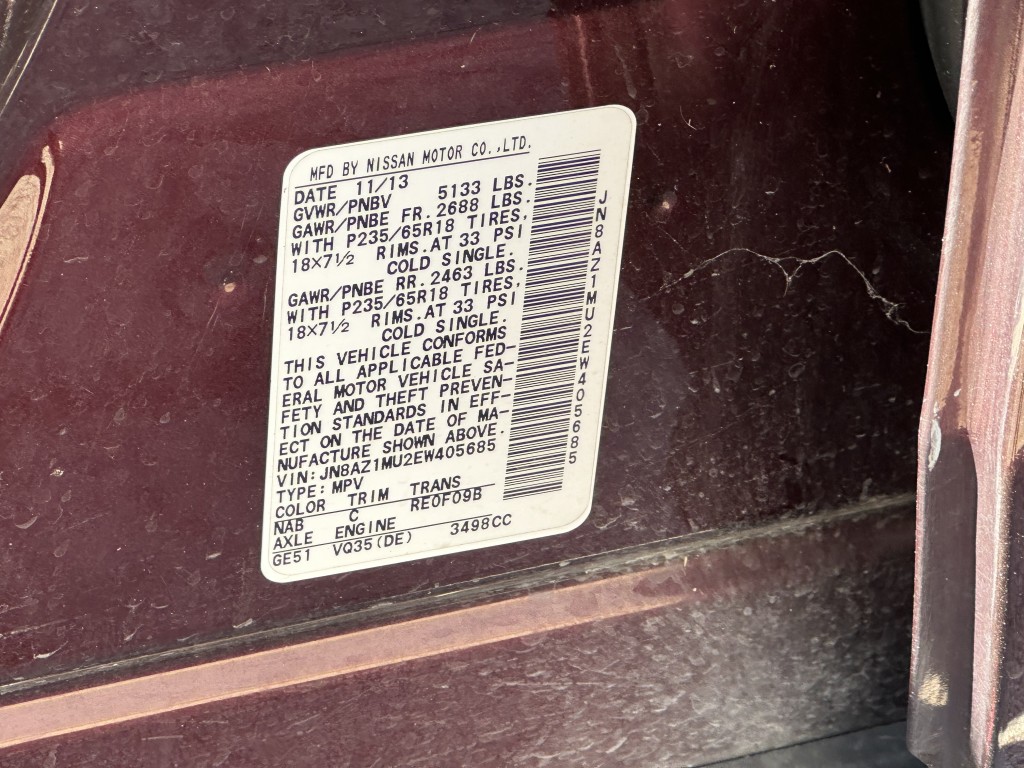 MFD BY NISSAN MOTOR CO.,LTD.
DATE 11/13
GVWR/PNBV 5133 LBS.
GAWR/PNBE FR. 2688 LBS.
WITH P235/65R18 TIRES,
18×7½ RIMS. AT 33 PSI
COLD SINGLE.
GAWR/PNBE RR. 2463 LBS.
WITH P235/65R18 TIRES,
18×7½ RIMS. AT 33 PSI
COLD SINGLE.
THIS VEHICLE CONFORMS
TO ALL APPLICABLE FED-
ERAL MOTOR VEHICLE SA-
FETY AND THEFT PREVEN-
TION STANDARDS IN EFF-
ECT ON THE DATE OF MA-
NUFACTURE SHOWN ABOVE.
VIN:JN8AZ1MU2EW405685
TYPE:MPV
COLOR TRIM TRANS
NAB C RE0F09B
AXLE ENGINE
GE51 VQ35(DE) 3498CC
JN8AZ1MU2EW405685